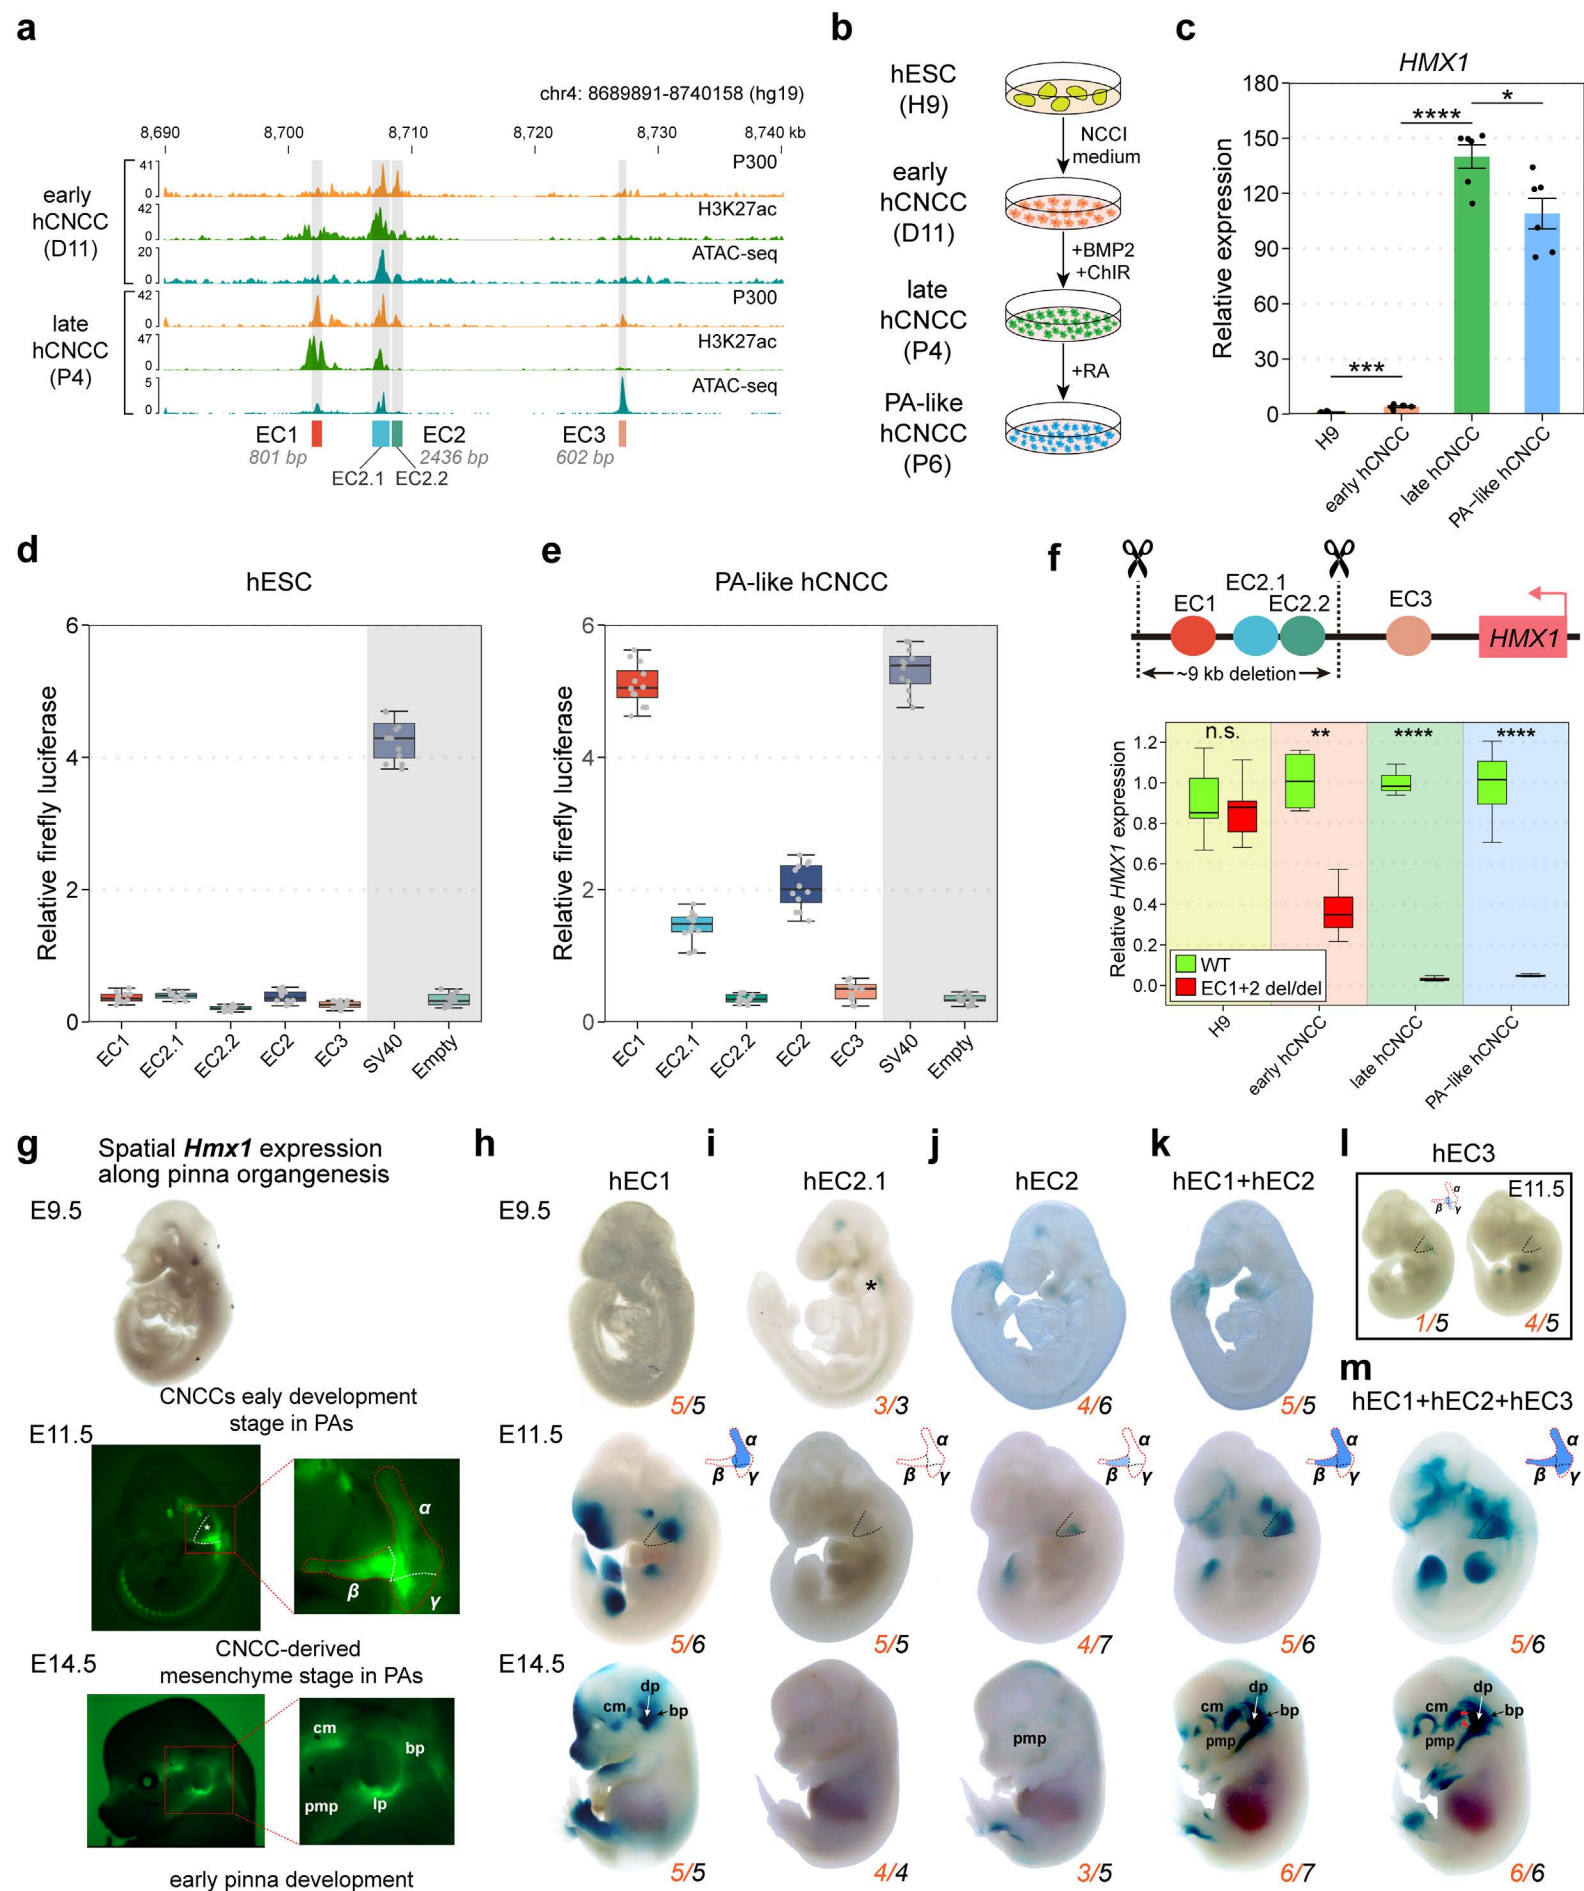 a
chr4: 8689891-8740158 (hg19)
8,690 8,700 8,710 8,720 8,730 8,740 kb
early
hCNCC
(D11)
41
0
P300
42
0
H3K27ac
20
0
ATAC-seq
late
hCNCC
(P4)
42
0
P300
47
0
H3K27ac
5
0
ATAC-seq
EC1 EC2 EC3
801 bp 2436 bp 602 bp
EC2.1 EC2.2
b
hESC
(H9)
NCCI
medium
early
hCNCC
(D11)
+BMP2
+ChIR
late
hCNCC
(P4)
+RA
PA-like
hCNCC
(P6)
c
HMX1
Relative expression
180
150
120
90
60
30
0
***
****
*
H9
early hCNCC
late hCNCC
PA−like hCNCC
d
hESC
Relative firefly luciferase
6
4
2
0
EC1 EC2.1 EC2.2 EC2 EC3 SV40 Empty
e
PA-like hCNCC
Relative firefly luciferase
6
4
2
0
EC1 EC2.1 EC2.2 EC2 EC3 SV40 Empty
f
EC1
EC2.1
EC2.2
EC3
HMX1
~9 kb deletion
Relative HMX1 expression
1.2
1.0
0.8
0.6
0.4
0.2
0.0
n.s. ** **** ****
WT
EC1+2 del/del
H9
early hCNCC
late hCNCC
PA−like hCNCC
g
Spatial Hmx1 expression
along pinna organgenesis
E9.5
CNCCs ealy development
stage in PAs
E11.5
*
α
β
γ
CNCC-derived
mesenchyme stage in PAs
E14.5
cm
bp
pmp
lp
early pinna development
h
hEC1
E9.5
5/5
E11.5
α
β γ
5/6
E14.5
cm
dp
bp
5/5
i
hEC2.1
*
3/3
α
β γ
5/5
4/4
j
hEC2
4/6
α
β γ
4/7
pmp
3/5
k
hEC1+hEC2
5/5
α
β γ
5/6
cm
dp
bp
pmp
6/7
l
hEC3
E11.5
α
β γ
1/5
4/5
m
hEC1+hEC2+hEC3
α
β γ
5/6
cm
dp
bp
pmp
6/6